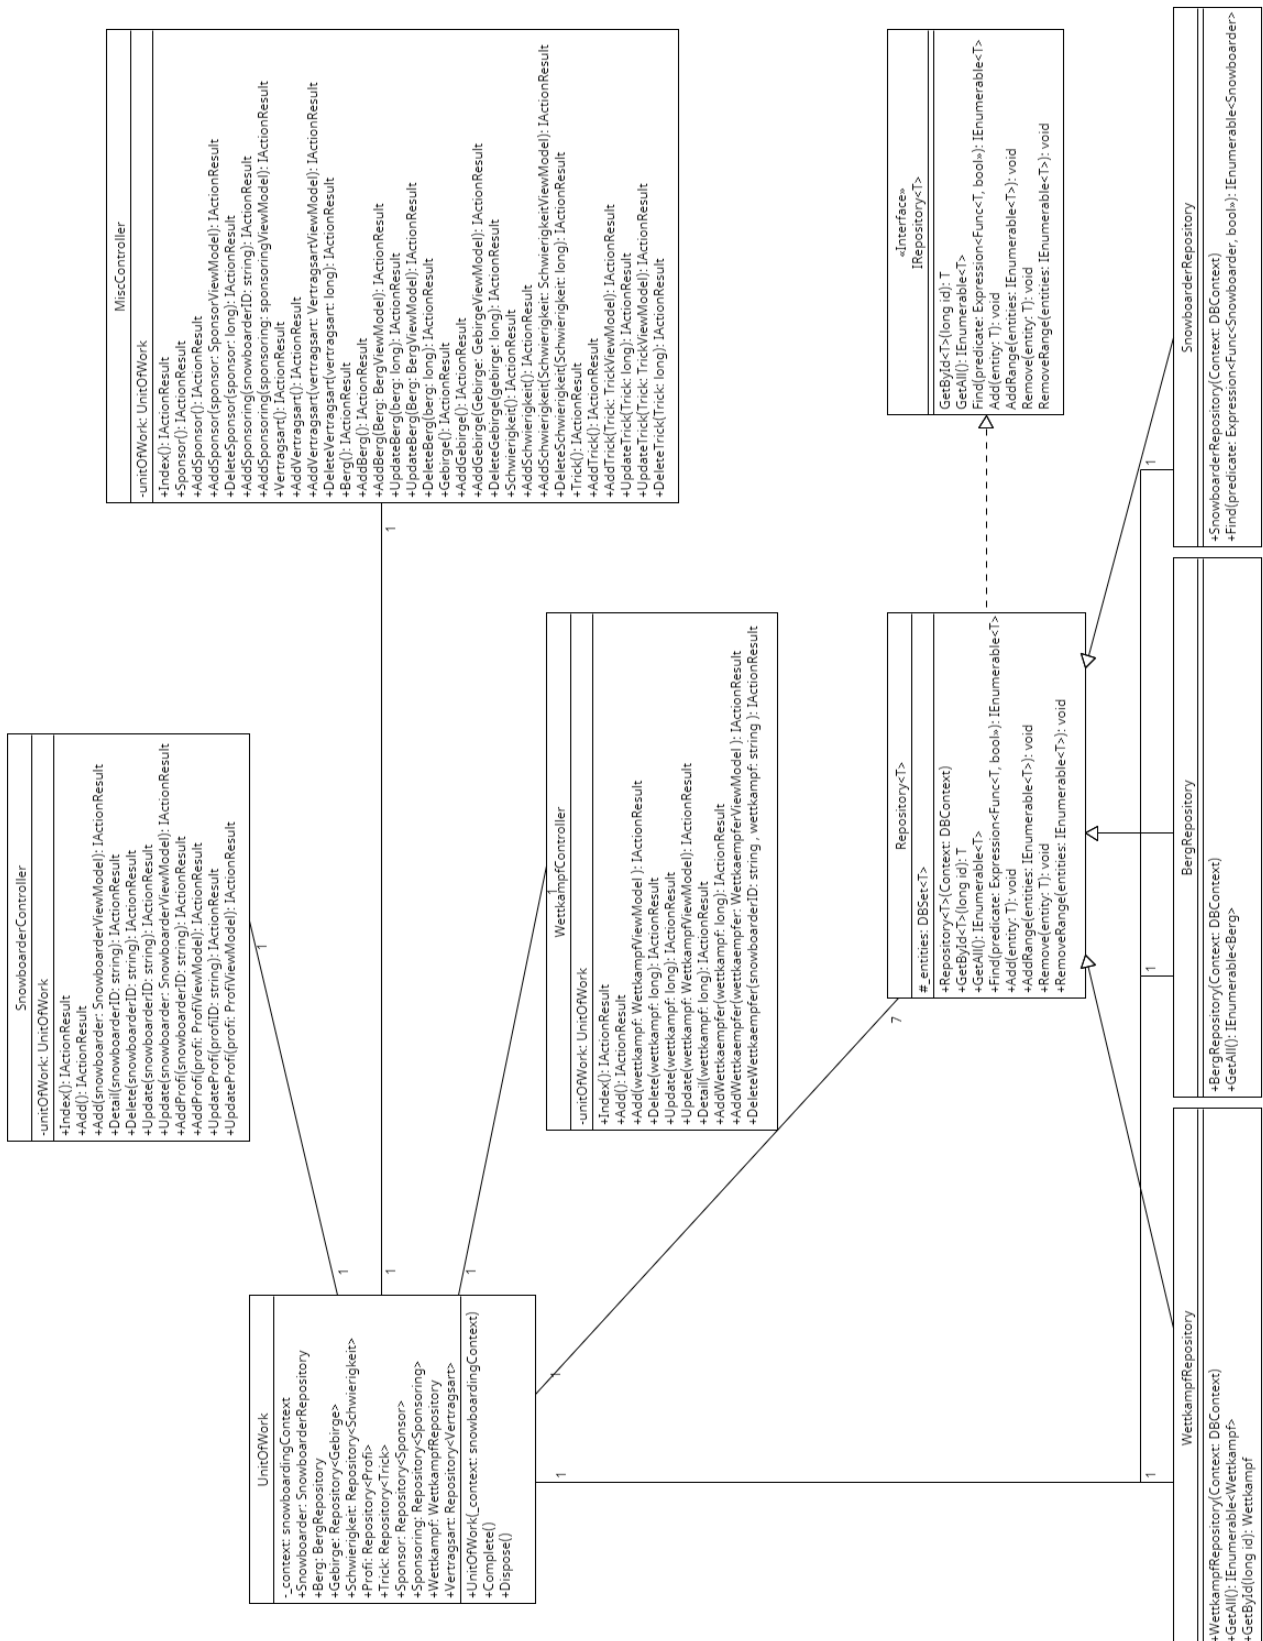 SnowboarderController
-unitOfWork: UnitOfWork
+Index(): IActionResult
+Add(): IActionResult
+Add(snowboarder: SnowboarderViewModel): IActionResult
+Detail(snowboarderID: string): IActionResult
+Delete(snowboarderID: string): IActionResult
+Update(snowboarderID: string): IActionResult
+Update(snowboarder: SnowboarderViewModel): IActionResult
+AddProfi(snowboarderID: string): IActionResult
+AddProfi(profi: ProfiViewModel): IActionResult
+UpdateProfi(profiID: string): IActionResult
+UpdateProfi(profi: ProfiViewModel): IActionResult
1
MiscController
-unitOfWork: UnitOfWork
+Index(): IActionResult
+Sponsor(): IActionResult
+AddSponsor(): IActionResult
+AddSponsor(sponsor: SponsorViewModel): IActionResult
+DeleteSponsor(sponsor: long): IActionResult
+AddSponsoring(snowboarderID: string): IActionResult
+AddSponsoring(sponsoring: sponsoringViewModel): IActionResult
+Vertragsart(): IActionResult
+AddVertragsart(): IActionResult
+AddVertragsart(vertragsart: VertragsartViewModel): IActionResult
+DeleteVertragsart(vertragsart: long): IActionResult
+Berg(): IActionResult
+AddBerg(): IActionResult
+AddBerg(Berg: BergViewModel): IActionResult
+UpdateBerg(berg: long): IActionResult
+UpdateBerg(Berg: BergViewModel): IActionResult
+DeleteBerg(berg: long): IActionResult
+Gebirge(): IActionResult
+AddGebirge(): IActionResult
+AddGebirge(Gebirge: GebirgeViewModel): IActionResult
+DeleteGebirge(gebirge: long): IActionResult
+Schwierigkeit(): IActionResult
+AddSchwierigkeit(): IActionResult
+AddSchwierigkeit(Schwierigkeit: SchwierigkeitViewModel): IActionResult
+DeleteSchwierigkeit(Schwierigkeit: long): IActionResult
+Trick(): IActionResult
+AddTrick(): IActionResult
+AddTrick(Trick: TrickViewModel): IActionResult
+UpdateTrick(Trick: long): IActionResult
+UpdateTrick(Trick: TrickViewModel): IActionResult
+DeleteTrick(Trick: long): IActionResult
1
UnitOfWork
-_context: snowboardingContext
+Snowboarder: SnowboarderRepository
+Berg: BergRepository
+Gebirge: Repository<Gebirge>
+Schwierigkeit: Repository<Schwierigkeit>
+Profi: Repository<Profi>
+Trick: Repository<Trick>
+Sponsor: Repository<Sponsor>
+Sponsoring: Repository<Sponsoring>
+Wettkampf: WettkampfRepository
+Vertragsart: Repository<Vertragsart>
+UnitOfWork(_context: snowboardingContext)
+Complete()
+Dispose()
1
1
1
1
1
WettkampfController
1
-unitOfWork: UnitOfWork
+Index(): IActionResult
+Add(): IActionResult
+Add(wettkampf: WettkampfViewModel ): IActionResult
+Delete(wettkampf: long): IActionResult
+Update(wettkampf: long): IActionResult
+Update(wettkampf: WettkampfViewModel): IActionResult
+Detail(wettkampf: long): IActionResult
+AddWettkaempfer(wettkampf: long): IActionResult
+AddWettkaempfer(wettkaempfer: WettkaempferViewModel ): IActionResult
+DeleteWettkaempfer(snowboarderID: string , wettkampf: string ): IActionResult
7
Repository<T>
#_entities: DBSet<T>
+Repository<T>(Context: DBContext)
+GetById<T>(long id): T
+GetAll(): IEnumerable<T>
+Find(predicate: Expression<Func<T, bool»): IEnumerable<T>
+Add(entity: T): void
+AddRange(entities: IEnumerable<T>): void
+Remove(entity: T): void
+RemoveRange(entities: IEnumerable<T>): void
«Interface»
IRepository<T>
GetById<T>(long id): T
GetAll(): IEnumerable<T>
Find(predicate: Expression<Func<T, bool»): IEnumerable<T>
Add(entity: T): void
AddRange(entities: IEnumerable<T>): void
Remove(entity: T): void
RemoveRange(entities: IEnumerable<T>): void
1
1
1
WettkampfRepository
+WettkampfRepository(Context: DBContext)
+GetAll(): IEnumerable<Wettkampf>
+GetById(long id): Wettkampf
BergRepository
+BergRepository(Context: DBContext)
+GetAll(): IEnumerable<Berg>
SnowboarderRepository
+SnowboarderRepository(Context: DBContext)
+Find(predicate: Expression<Func<Snowboarder, bool»): IEnumerable<Snowboarder>